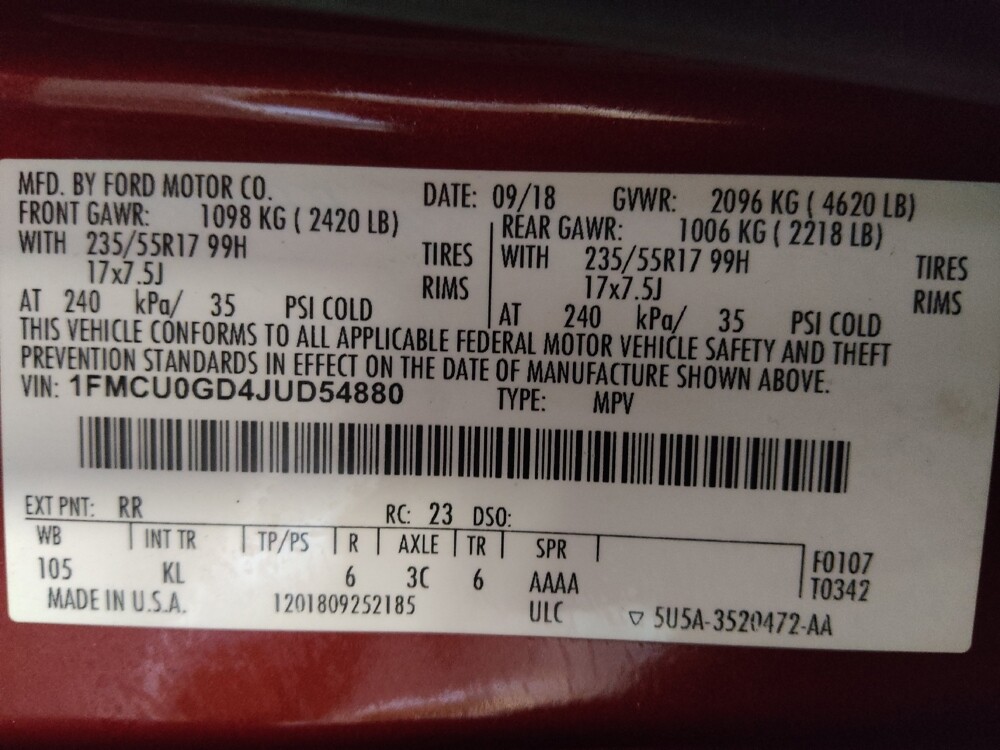 MFD. BY FORD MOTOR CO. DATE: 09/18 GVWR: 2096 KG ( 4620 LB)
FRONT GAWR: 1098 KG ( 2420 LB) REAR GAWR: 1006 KG ( 2218 LB)
WITH 235/55R17 99H TIRES WITH 235/55R17 99H TIRES
17x7.5J RIMS 17x7.5J RIMS
AT 240 kPa/ 35 PSI COLD AT 240 kPa/ 35 PSI COLD
THIS VEHICLE CONFORMS TO ALL APPLICABLE FEDERAL MOTOR VEHICLE SAFETY AND THEFT
PREVENTION STANDARDS IN EFFECT ON THE DATE OF MANUFACTURE SHOWN ABOVE.
VIN: 1FMCU0GD4JUD54880 TYPE: MPV
EXT PNT: RR RC: 23 DSO:
WB INT TR TP/PS R AXLE TR SPR F0107
105 KL 6 3C 6 AAAA T0342
MADE IN U.S.A. 1201809252185 ULC ▽ 5U5A-3520472-AA